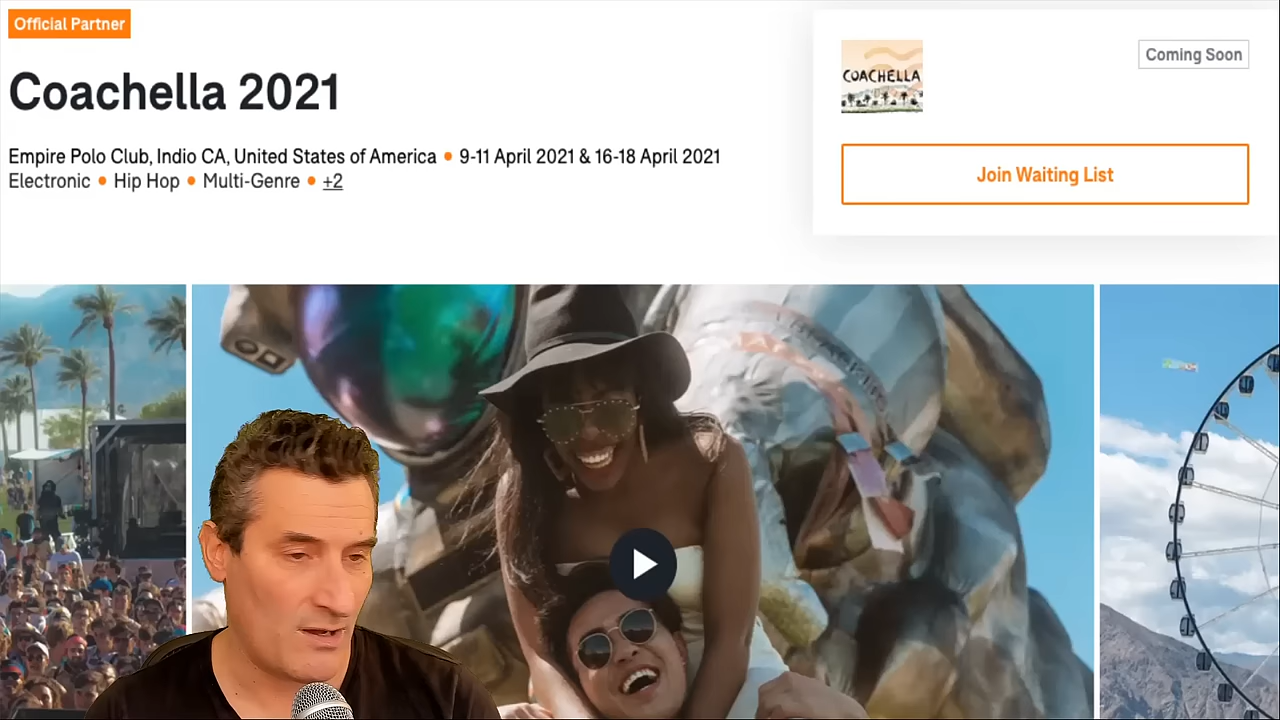 Official Partner
Coachella 2021
Empire Polo Club, Indio CA, United States of America • 9-11 April 2021 & 16-18 April 2021
Electronic • Hip Hop • Multi-Genre • +2
COACHELLA
Coming Soon
Join Waiting List